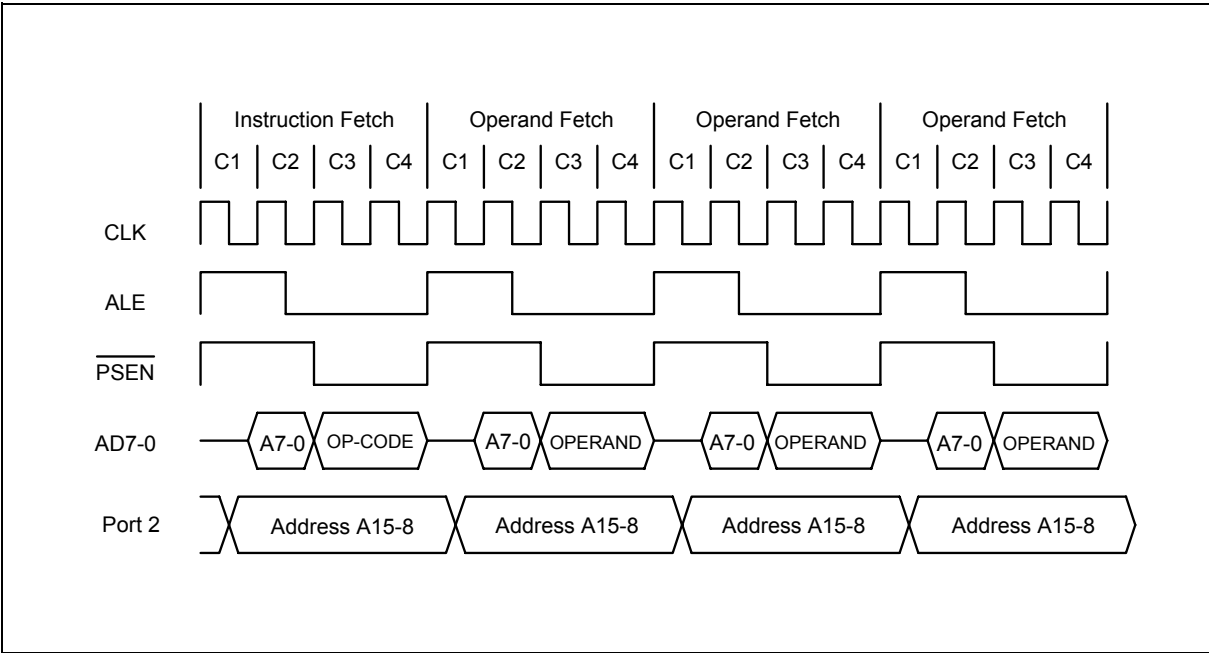 Instruction Fetch Operand Fetch Operand Fetch Operand Fetch
C1 C2 C3 C4 C1 C2 C3 C4 C1 C2 C3 C4 C1 C2 C3 C4
CLK
ALE
PSEN
AD7-0 A7-0 OP-CODE A7-0 OPERAND A7-0 OPERAND A7-0 OPERAND
Port 2 Address A15-8 Address A15-8 Address A15-8 Address A15-8